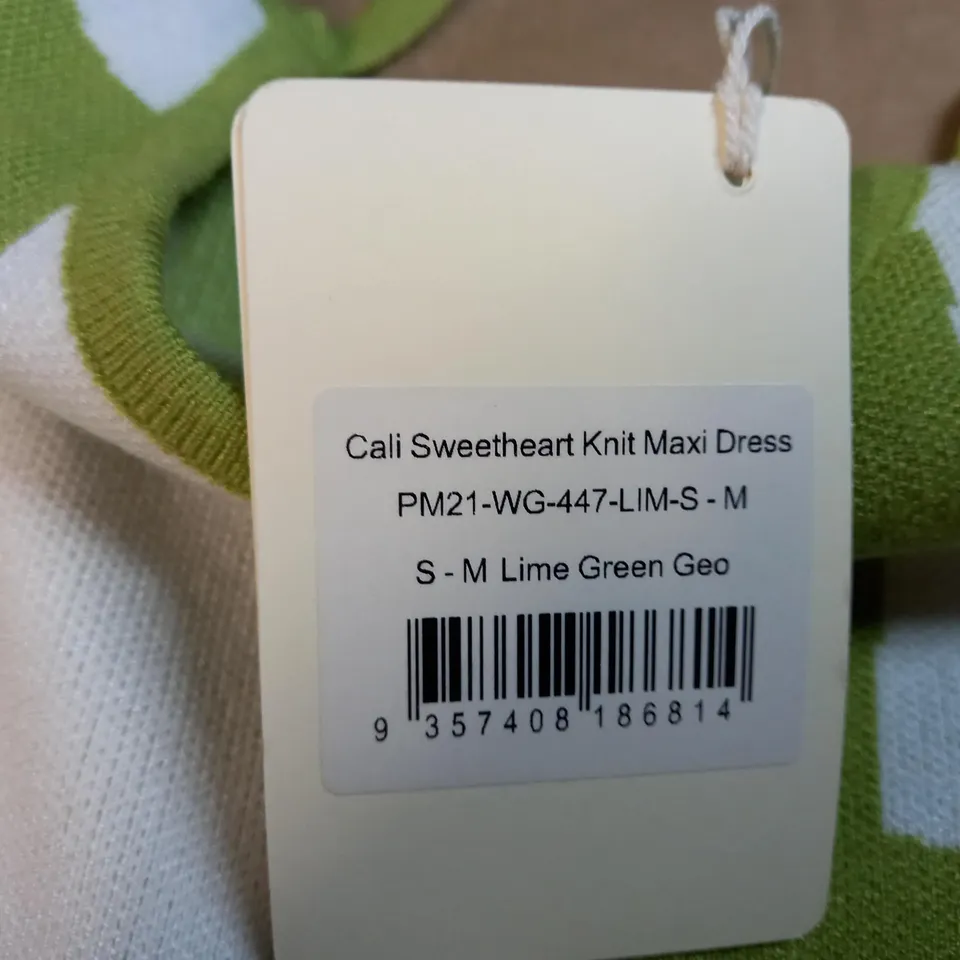 Cali Sweetheart Knit Maxi Dress
PM21-WG-447-LIM-S - M
S - M Lime Green Geo
9 357408 186814